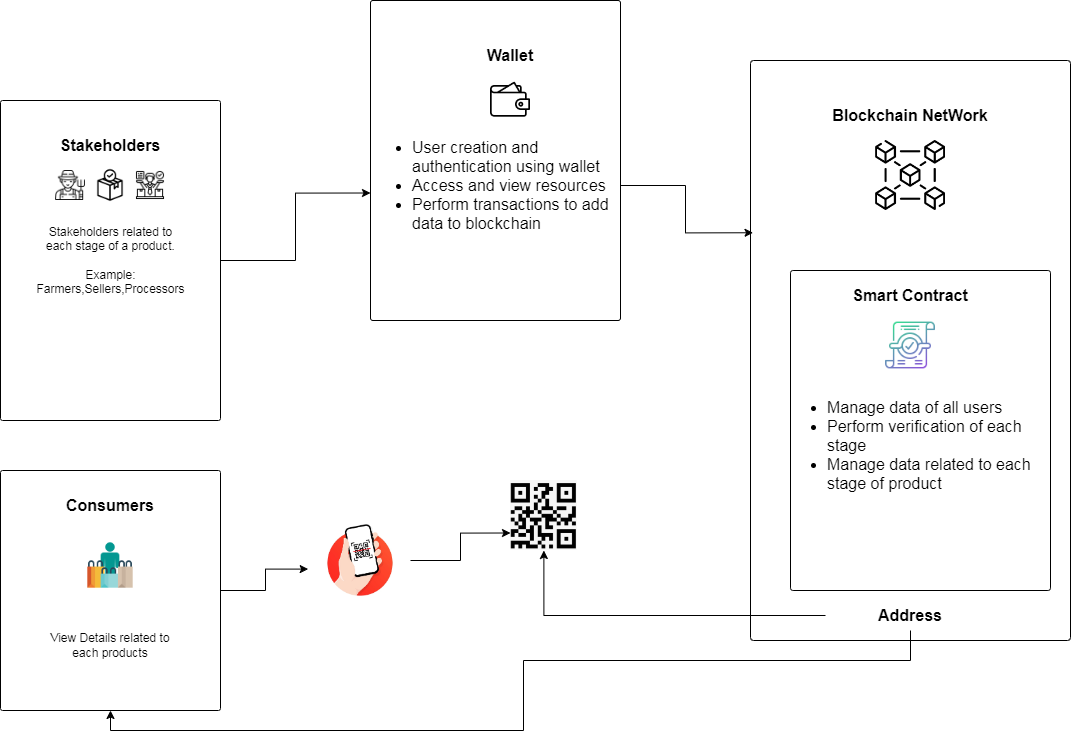 Wallet
User creation and
authentication using wallet
Access and view resources
Perform transactions to add
data to blockchain
Stakeholders
Stakeholders related to
each stage of a product.
Example:
Farmers,Sellers,Processors
Blockchain NetWork
Smart Contract
Manage data of all users
Perform verification of each
stage
Manage data related to each
stage of product
Address
Consumers
View Details related to
each products